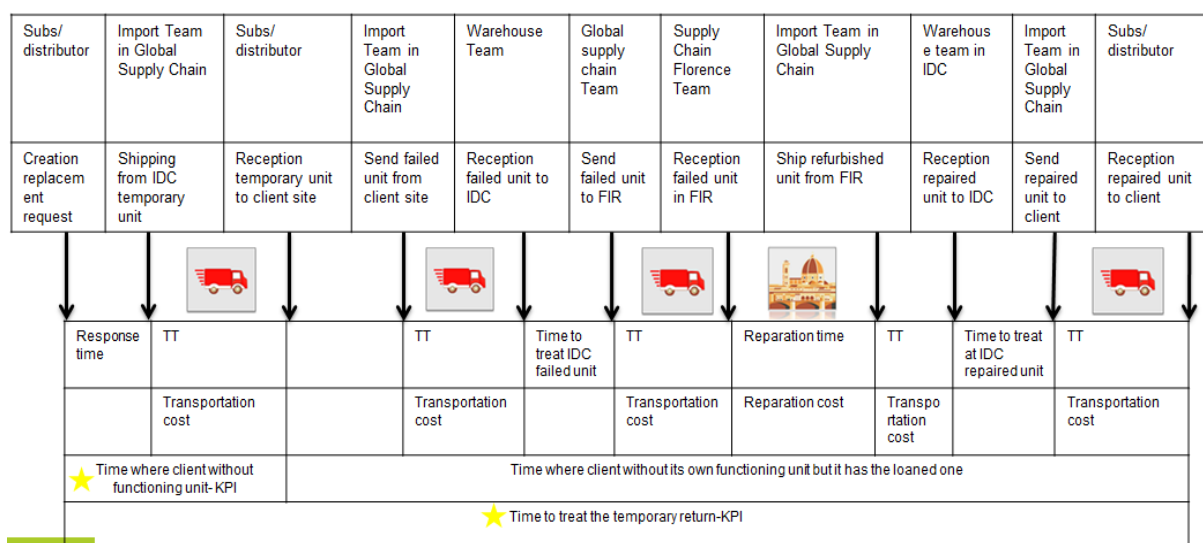 Subs/
distributor
Import Team
in Global
Supply Chain
Subs/
distributor
Import
Team in
Global
Supply
Chain
Warehouse
Team
Global
supply
chain
Team
Supply
Chain
Florence
Team
Import Team in
Global Supply
Chain
Warehous
e team in
IDC
Import
Team in
Global
Supply
Chain
Subs/
distributor
Creation
replacem
ent
request
Shipping
from IDC
temporary
unit
Reception
temporary unit
to client site
Send failed
unit from
client site
Reception
failed unit to
IDC
Send
failed unit
to FIR
Reception
failed unit
in FIR
Ship refurbished
unit from FIR
Reception
repaired
unit to IDC
Send
repaired
unit to
client
Reception
repaired unit
to client
Response
time
TT
TT
Time to
treat IDC
failed unit
TT
Reparation time
TT
Time to treat
at IDC
repaired unit
TT
Transportation
cost
Transportation
cost
Transportation
cost
Reparation cost
Transpo
rtation
cost
Transportation
cost
Time where client without
functioning unit- KPI
Time where client without its own functioning unit but it has the loaned one
Time to treat the temporary return-KPI